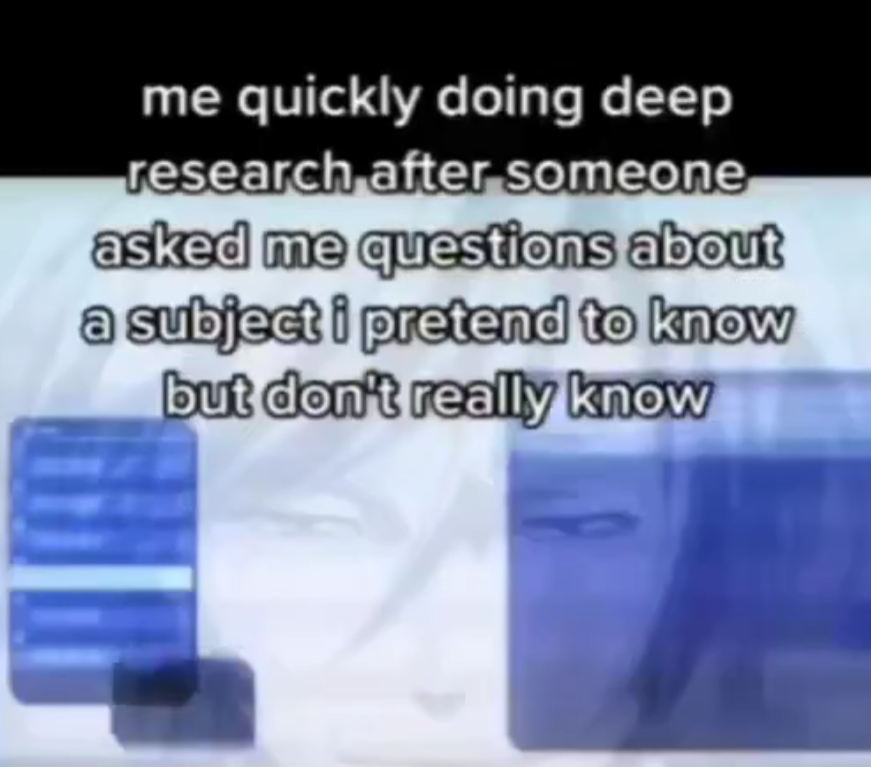 me quickly doing deep
research after someone
asked me questions about
a subject i pretend to know
but don't really know